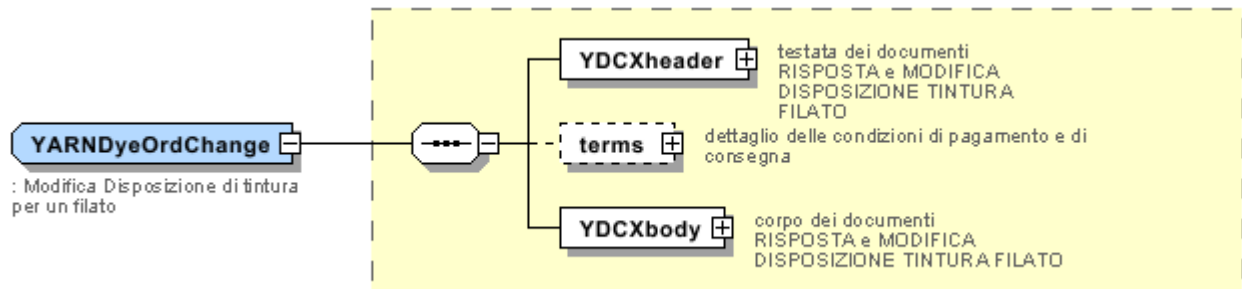 YDCXheader
testata dei documenti
RISPOSTA e MODIFICA
DISPOSIZIONE TINTURA
FILATO
YARNDyeOrdChange
: Modifica Disposizione di tintura
per un filato
terms
dettaglio delle condizioni di pagamento e di
consegna
YDCXbody
corpo dei documenti
RISPOSTA e MODIFICA
DISPOSIZIONE TINTURA FILATO